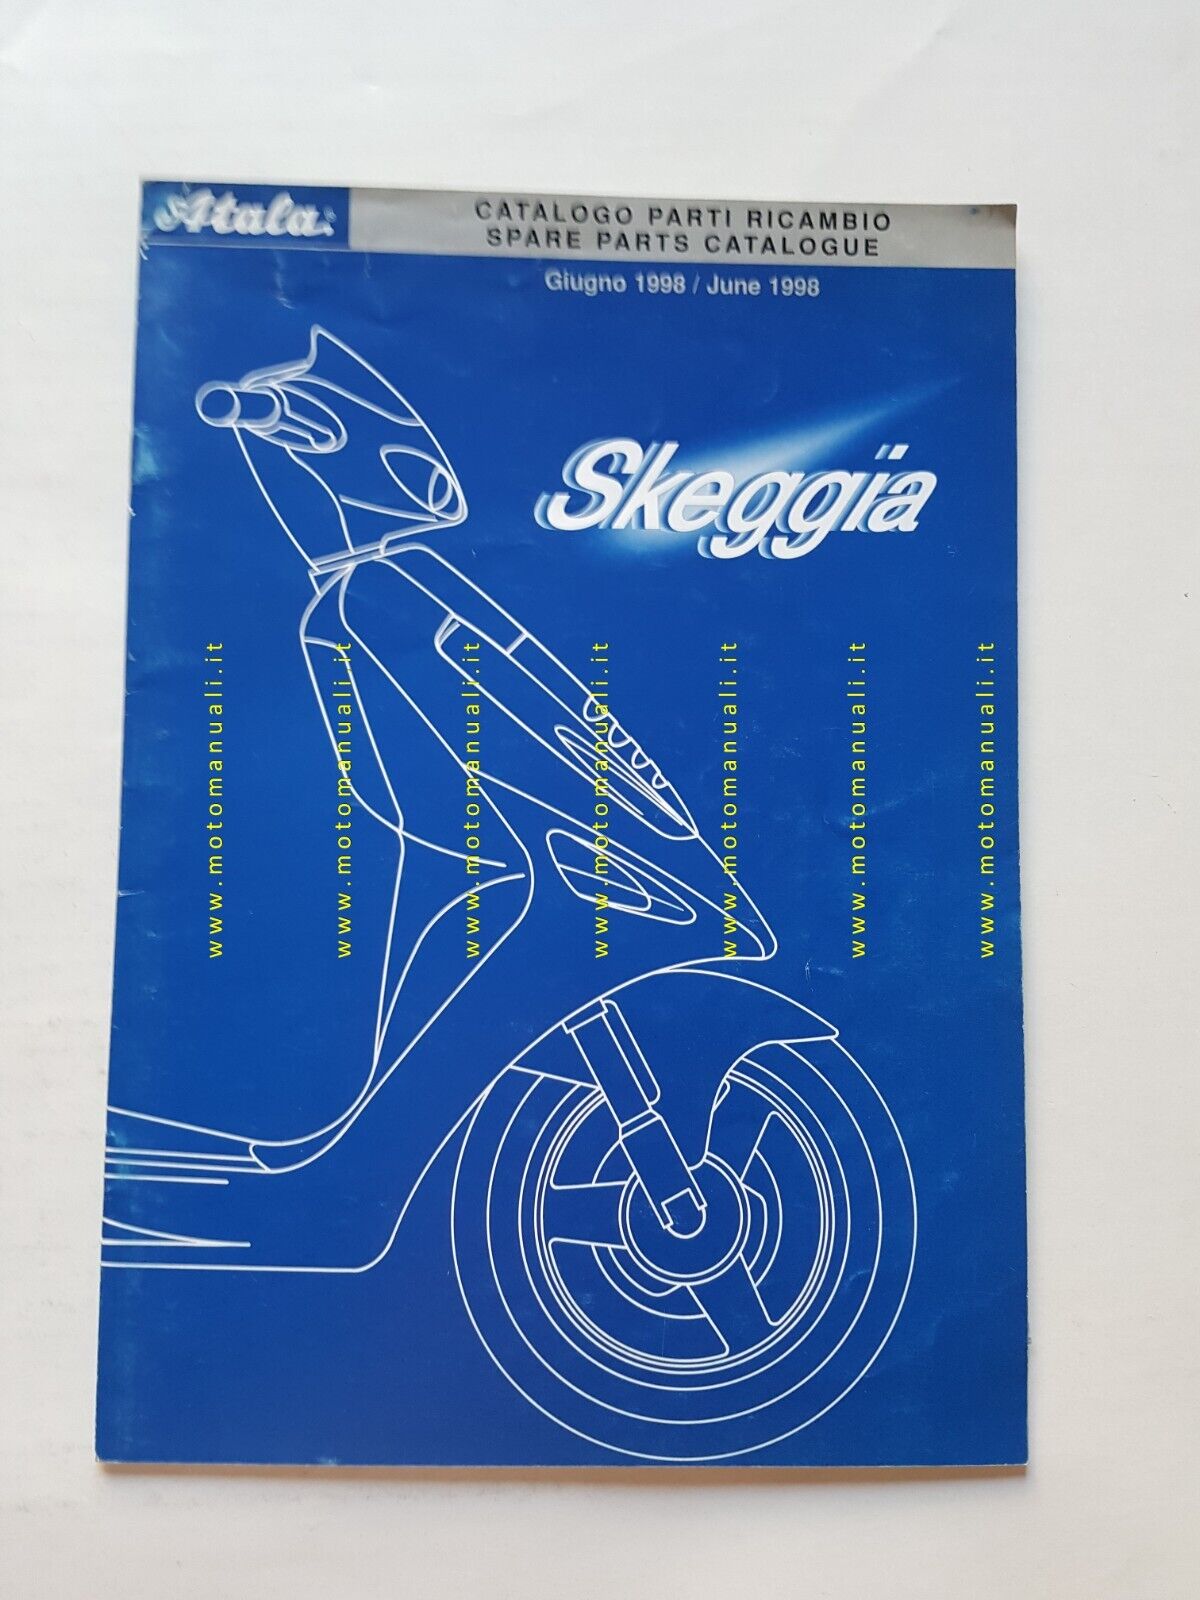 Atala
CATALOGO PARTI RICAMBIO
SPARE PARTS CATALOGUE
Giugno 1998 / June 1998
Skeggia
www.motomanuali.it
www.motomanuali.it
www.motomanuali.it
www.motomanuali.it
www.motomanuali.it
www.motomanuali.it
www.motomanuali.it